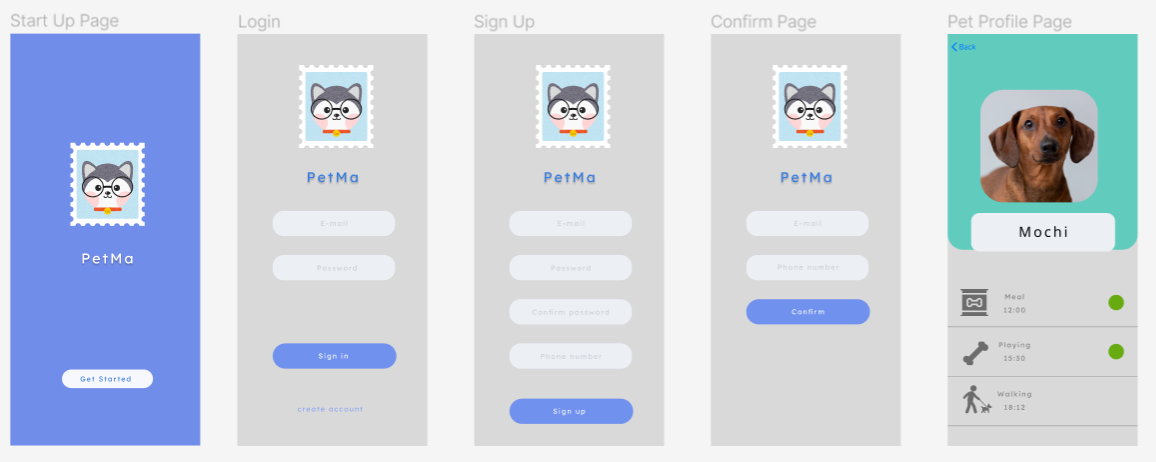 Start Up Page
PetMa
Get Started
Login
PetMa
E-mail
Password
Sign in
create account
Sign Up
PetMa
E-mail
Password
Confirm password
Phone number
Sign up
Confirm Page
PetMa
E-mail
Phone number
Confirm
Pet Profile Page
Back
Mochi
Meal
12:00
Playing
15:30
Walking
18:12